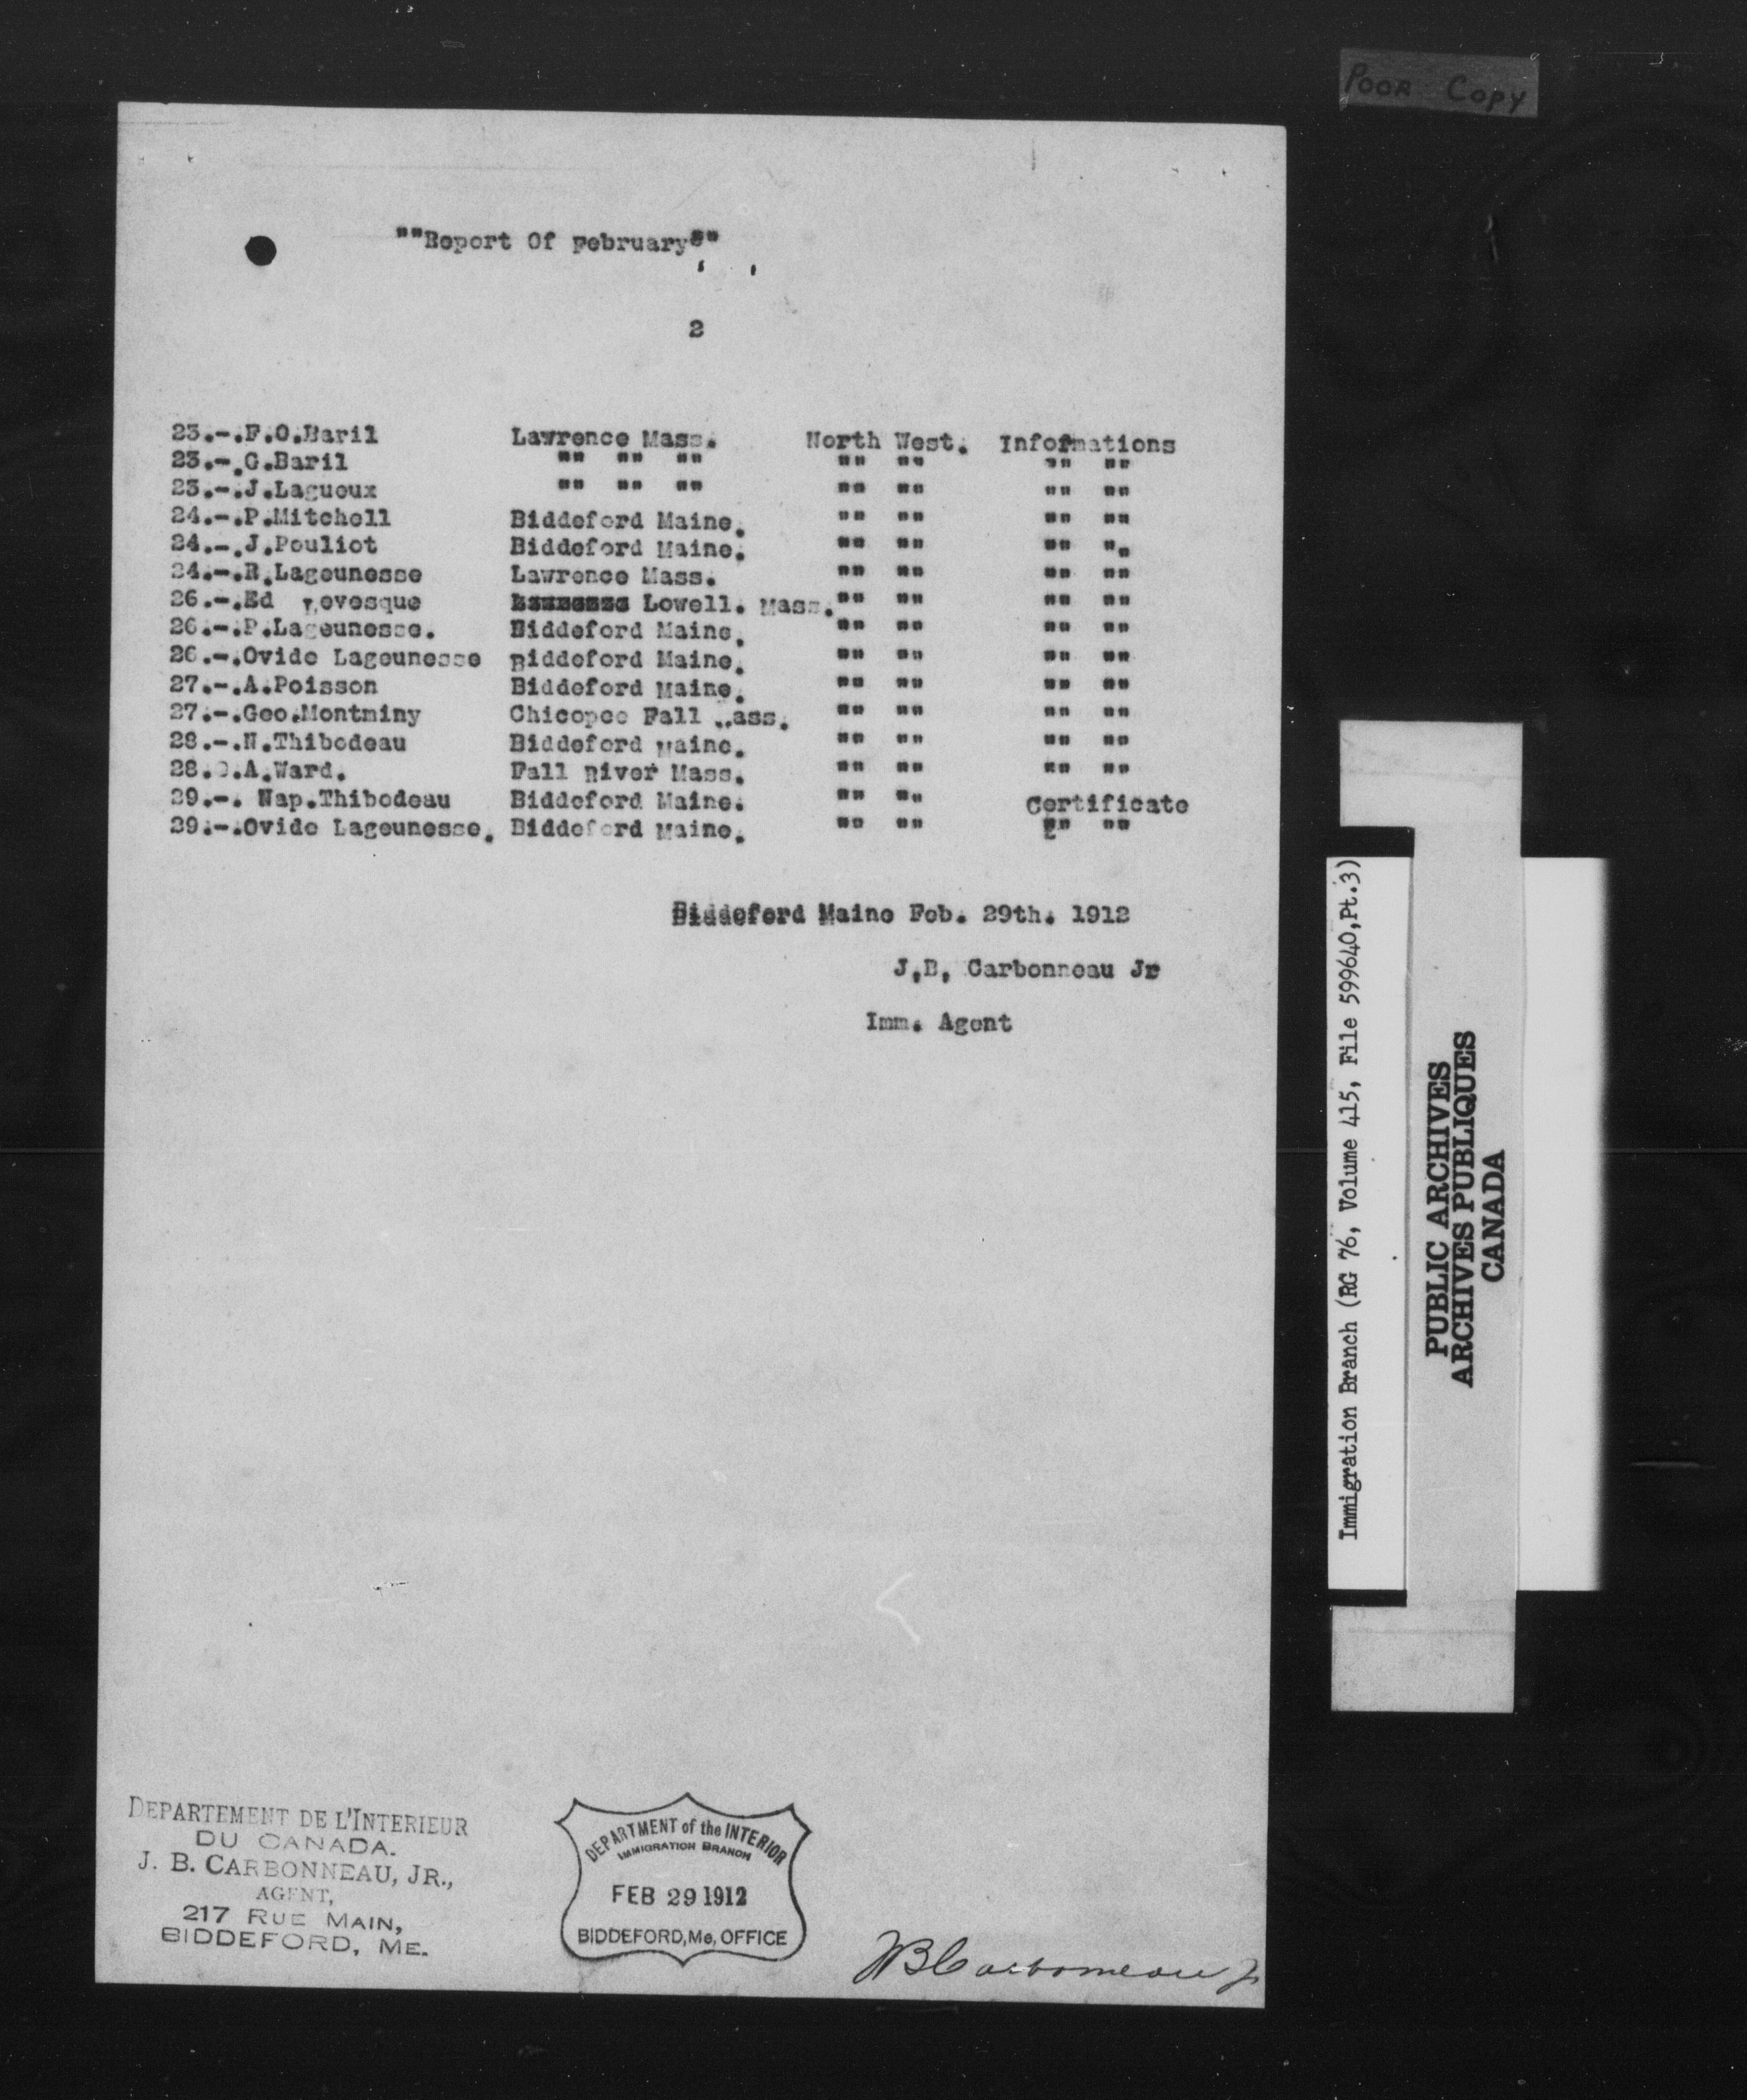 POOR COPY
""Report Of February""
2
23.-.F.O.Baril Lawrence Mass. North West. Informations
23.-.G.Baril "" "" "" "" "" "" ""
23.-.J.Lagueux "" "" "" "" "" "" ""
24.-.P.Mitchell Biddeford Maine. "" "" "" ""
24.-.J.Pouliot Biddeford Maine. "" "" "" ""
24.-.R.Lageunesse Lawrence Mass. "" "" "" ""
26.-.Ed Levesque Lowell. Mass. "" "" "" ""
26.-.P.Lageunesse. Biddeford Maine. "" "" "" ""
26.-.Ovide Lageunesse Biddeford Maine. "" "" "" ""
27.-.A.Poisson Biddeford Maine. "" "" "" ""
27.-.Geo.Montminy Chicopee Fall Mass. "" "" "" ""
28.-.N.Thibodeau Biddeford Maine. "" "" "" ""
28. .A.Ward. Fall River Mass. "" "" "" ""
29.-. Nap.Thibodeau Biddeford Maine. "" "" Certificate
29.-.Ovide Lageunesse. Biddeford Maine. "" "" "" ""
Biddeford Maine Feb. 29th. 1912
J.B. Carbonneau Jr
Imm. Agent
DEPARTEMENT DE L'INTERIEUR
DU CANADA.
J. B. CARBONNEAU, JR.,
AGENT,
217 RUE MAIN,
BIDDEFORD, ME.
DEPARTMENT of the INTERIOR
IMMIGRATION BRANCH
FEB 29 1912
BIDDEFORD, Me, OFFICE
JB Carbonneau Jr
Immigration Branch (RG 76, Volume 415, File 599640,Pt.3)
PUBLIC ARCHIVES
ARCHIVES PUBLIQUES
CANADA